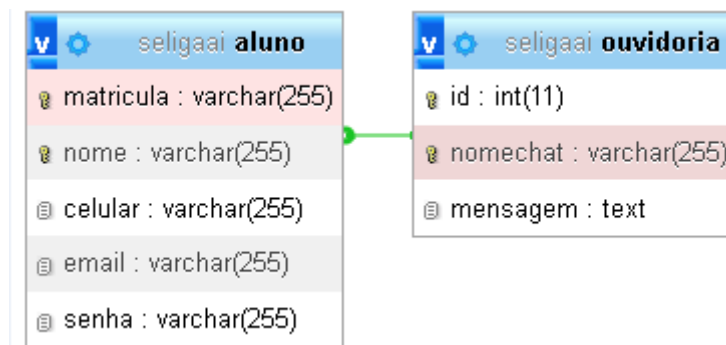 v seligaai aluno
matricula : varchar(255)
nome : varchar(255)
celular : varchar(255)
email : varchar(255)
senha : varchar(255)
v seligaai ouvidoria
id : int(11)
nomechat : varchar(255)
mensagem : text